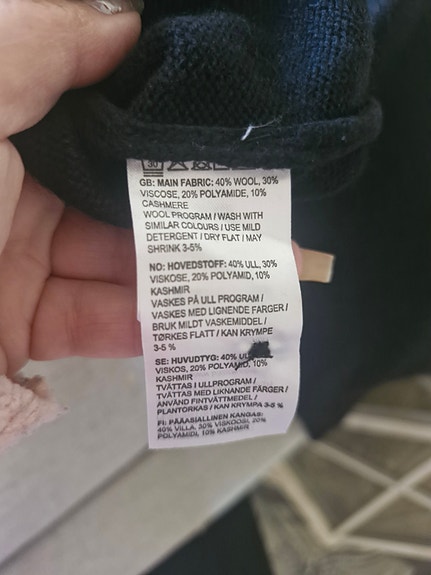 30
GB: MAIN FABRIC: 40% WOOL, 30%
VISCOSE, 20% POLYAMIDE, 10%
CASHMERE
WOOL PROGRAM / WASH WITH
SIMILAR COLOURS / USE MILD
DETERGENT / DRY FLAT / MAY
SHRINK 3-5%
NO: HOVEDSTOFF: 40% ULL, 30%
VISKOSE, 20% POLYAMID, 10%
KASHMIR
VASKES PÅ ULL PROGRAM /
VASKES MED LIGNENDE FARGER /
BRUK MILDT VASKEMIDDEL /
TØRKES FLATT / KAN KRYMPE
3-5 %
SE: HUVUDTYG: 40%
VISKOS, 20% POLYAMID, 10%
KASHMIR
TVÄTTAS I ULLPROGRAM /
TVÄTTAS MED LIKNANDE FÄRGER /
ANVÄND FINTVÄTTMEDEL /
PLANTORKAS / KAN KRYMPA 3-5 %
FI: PÄÄASIALLINEN KANGAS:
40% VILLA, 30% VISKOOSI, 20%
POLYAMIDI, 10% KASHMIR